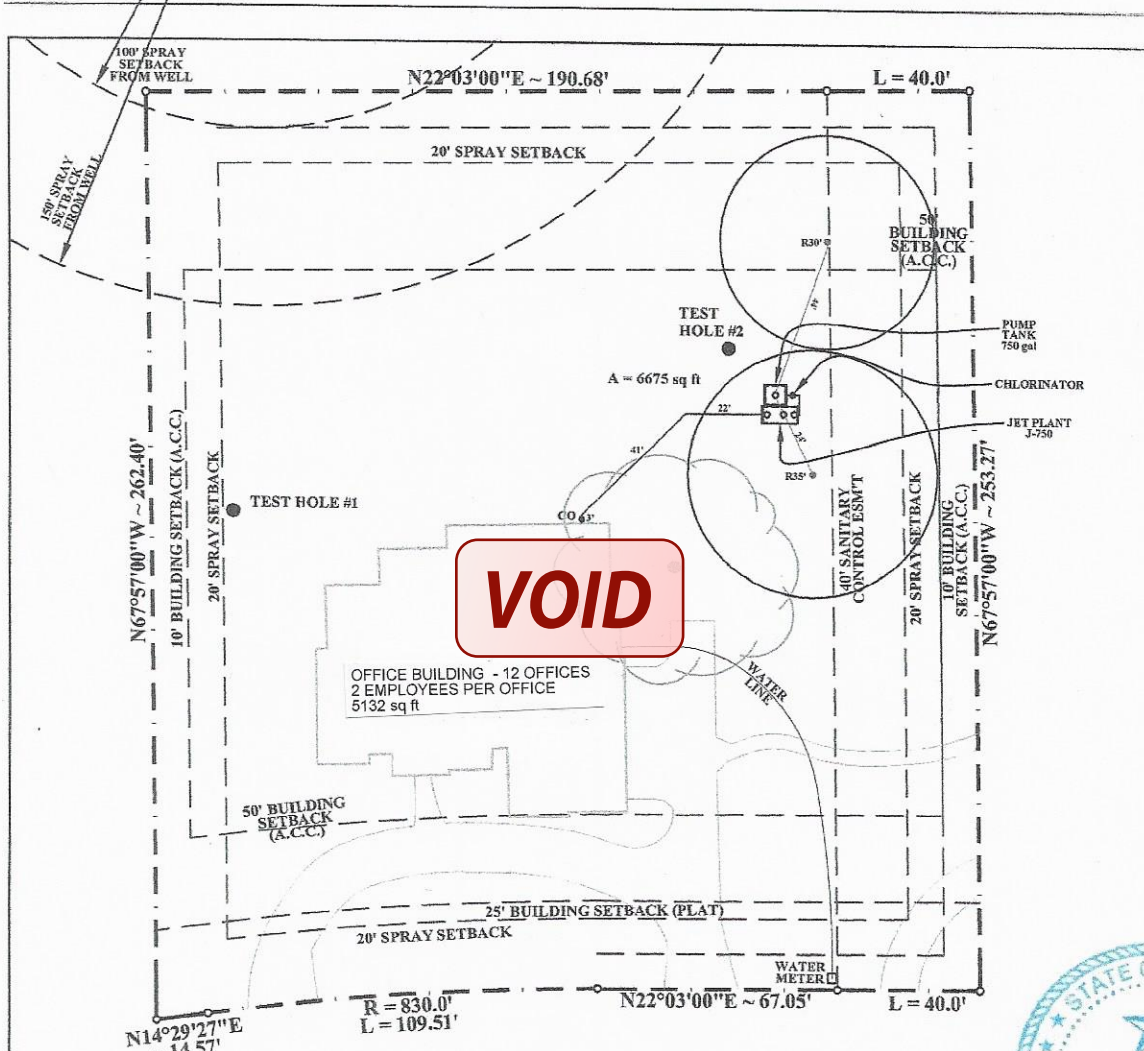 100' SPRAY
SETBACK
FROM WELL
N22°03'00"E ~ 190.68'
L = 40.0'
20' SPRAY SETBACK
150' SPRAY
SETBACK
FROM WELL
50'
BUILDING
SETBACK
(A.C.C.)
R30'
TEST
HOLE #2
PUMP
TANK
750 gal
A = 6675 sq ft
CHLORINATOR
22'
JET PLANT
J-750
41'
28'
R35'
N67°57'00"W ~ 262.40'
10' BUILDING SETBACK (A.C.C.)
20' SPRAY SETBACK
TEST HOLE #1
CO
3'
40' SANITARY
CONTROL ESM'T
20' SPRAY SETBACK
10' BUILDING
SETBACK (A.C.C.)
N67°57'00"W ~ 253.27'
VOID
OFFICE BUILDING - 12 OFFICES
2 EMPLOYEES PER OFFICE
5132 sq ft
WATER
LINE
50' BUILDING
SETBACK
(A.C.C.)
25' BUILDING SETBACK (PLAT)
20' SPRAY SETBACK
WATER
METER
N14°29'27"E
14.57'
R = 830.0'
L = 109.51'
N22°03'00"E ~ 67.05'
L = 40.0'
STATE